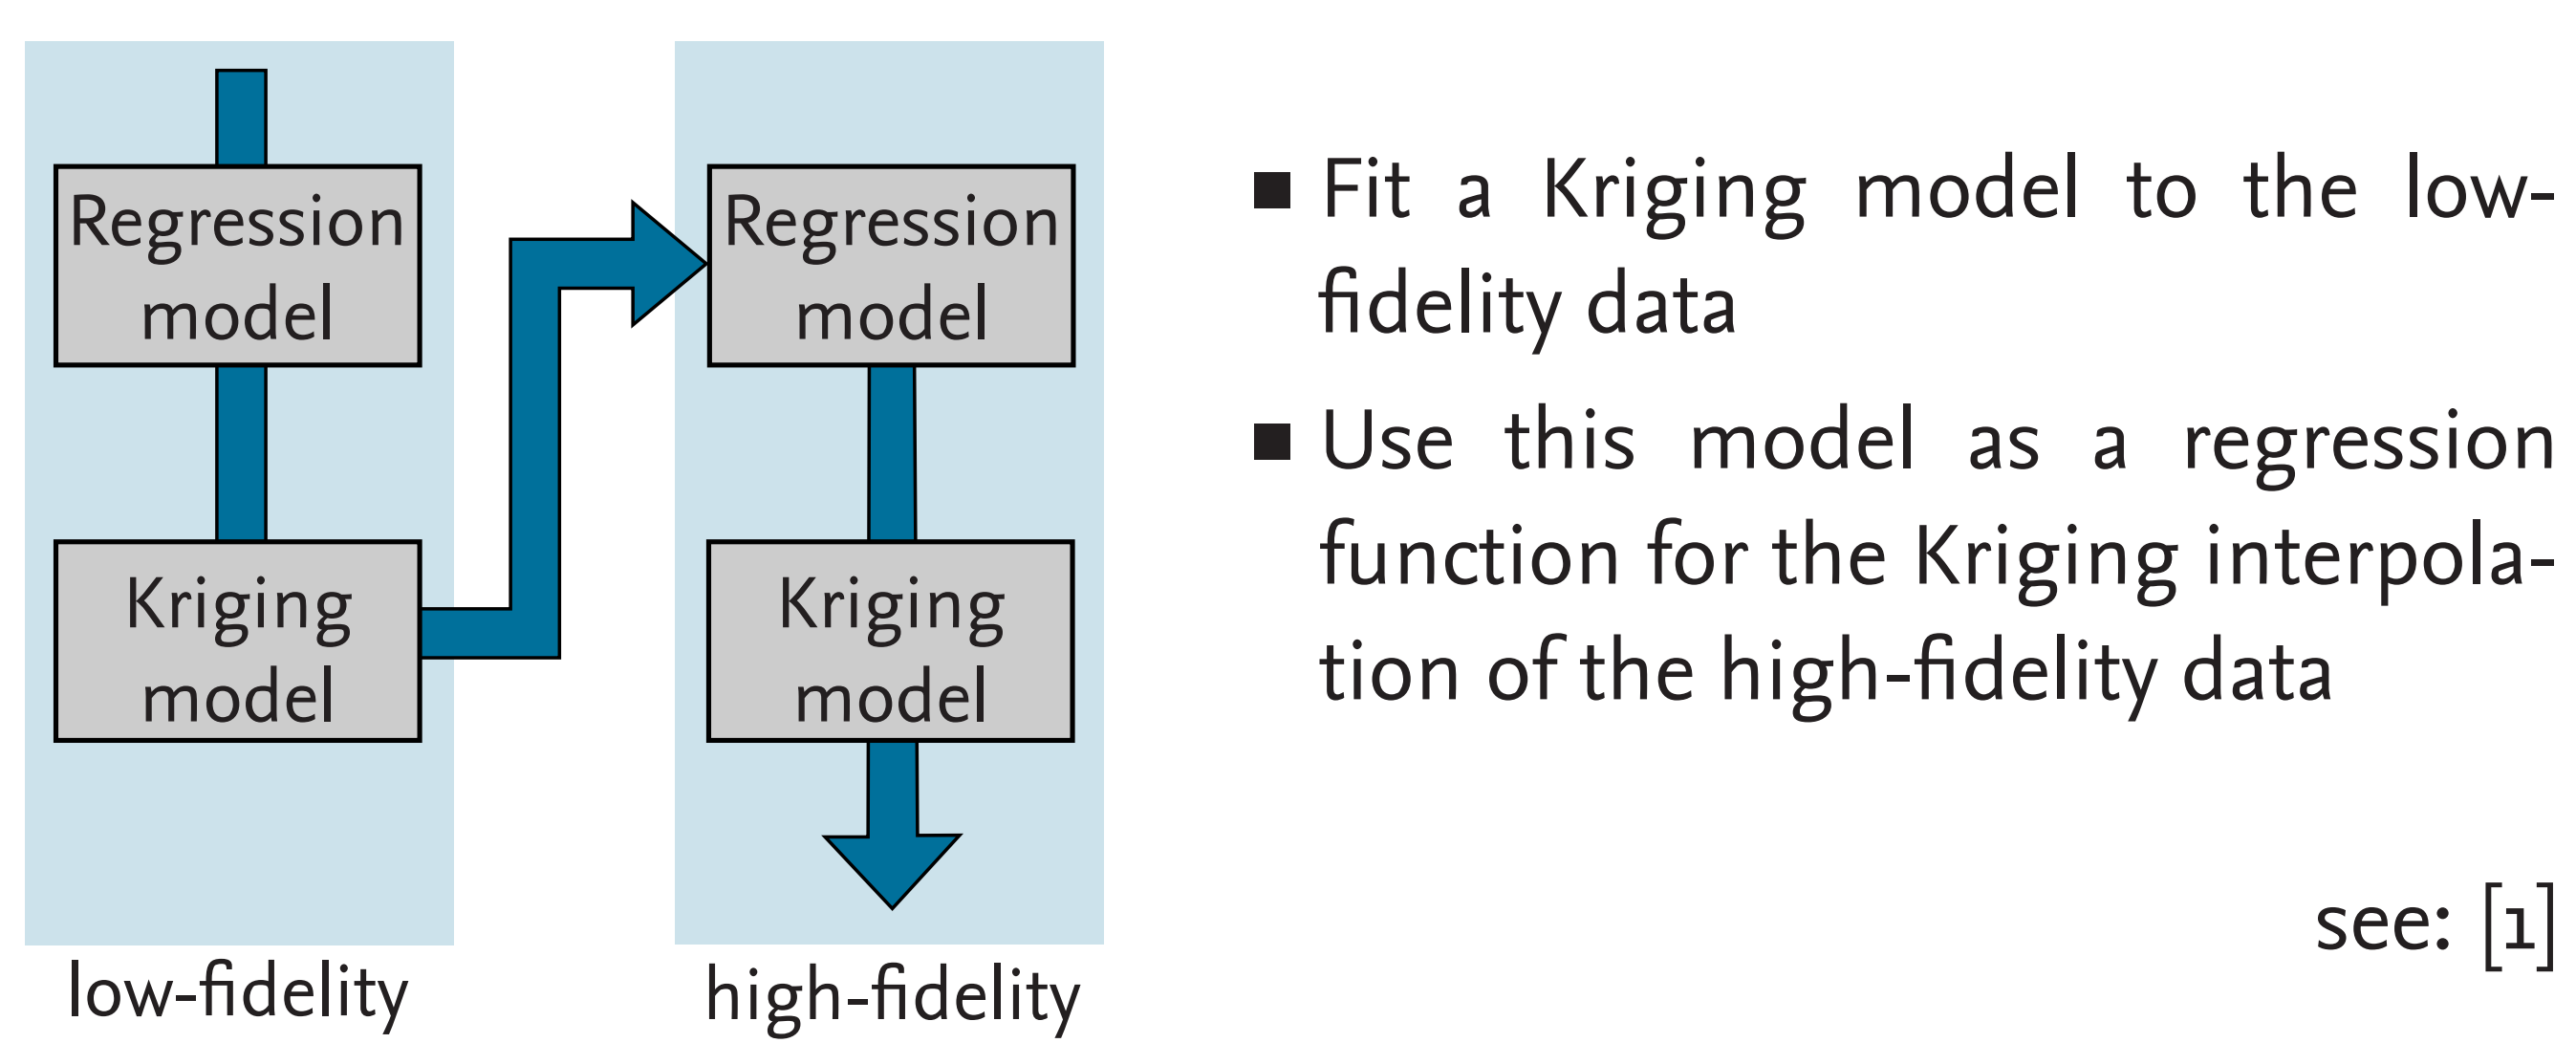 Regression
model
Kriging
model
low-fidelity
Regression
model
Kriging
model
high-fidelity
■ Fit a Kriging model to the low-
fidelity data
■ Use this model as a regression
function for the Kriging interpola-
tion of the high-fidelity data
see: [1]